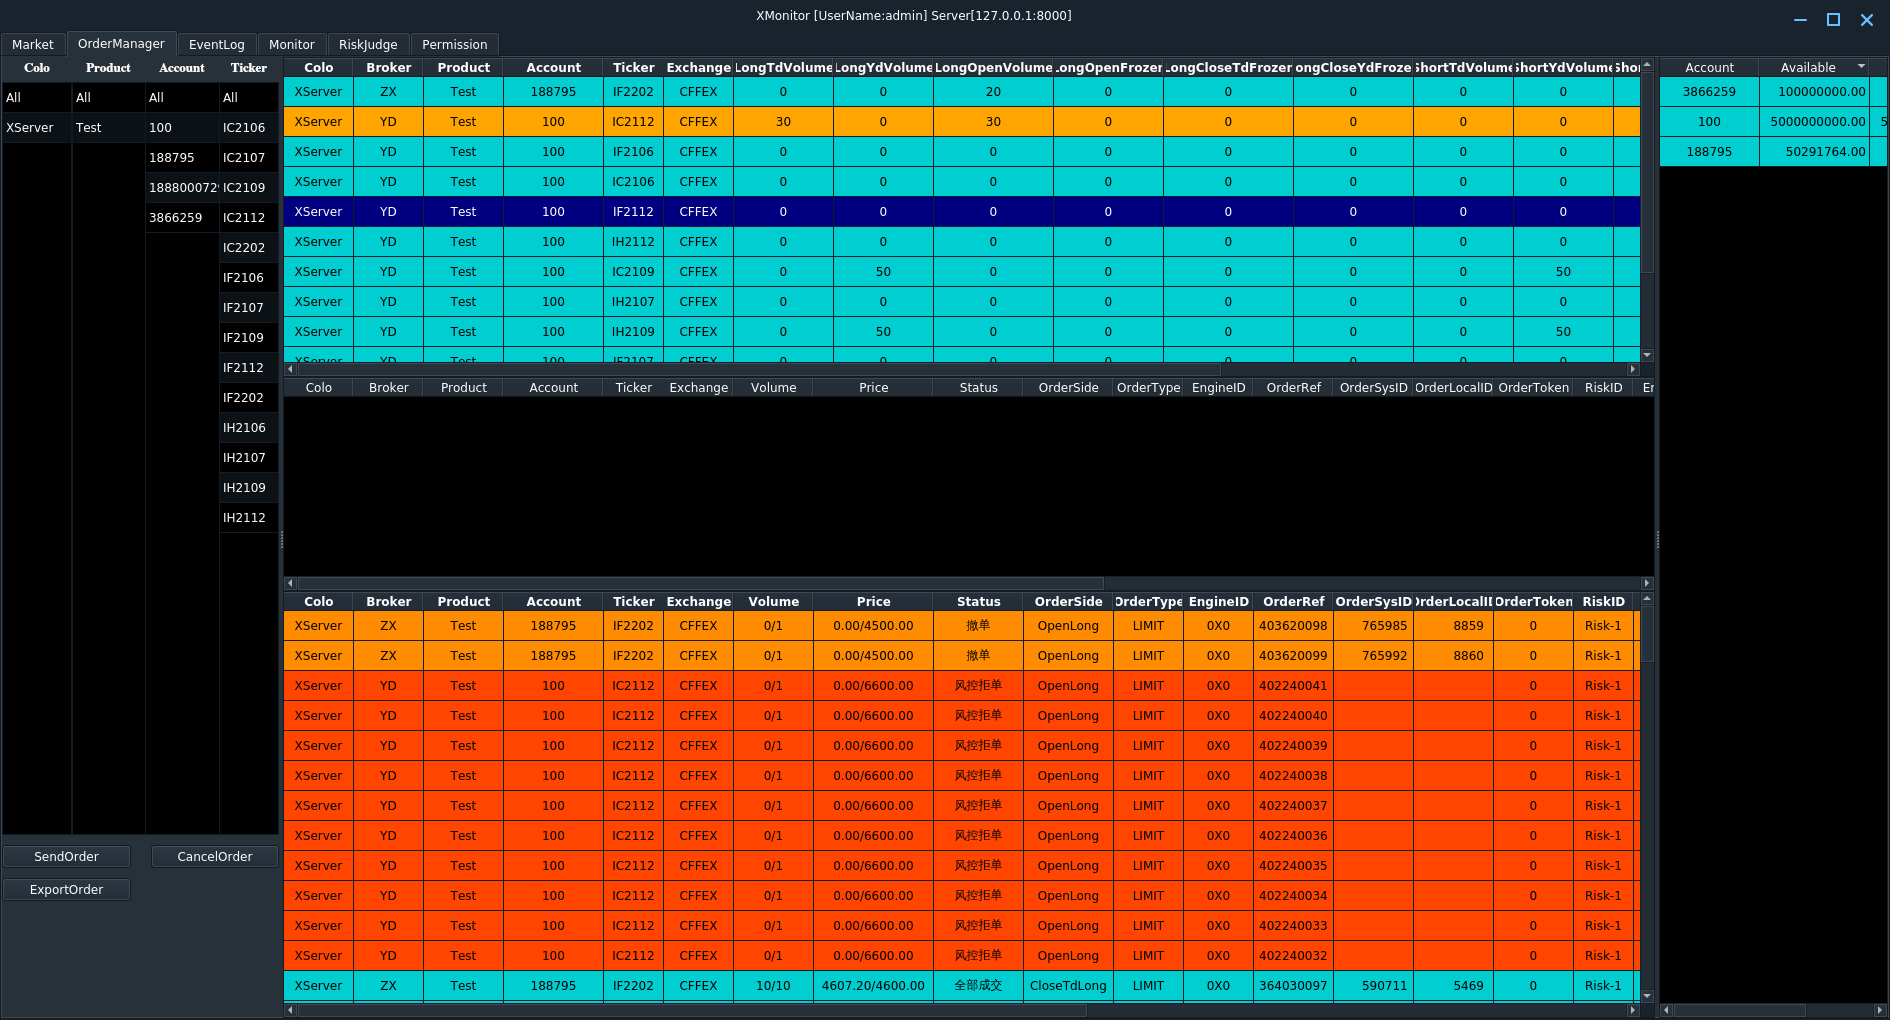 XMonitor [UserName:admin] Server[127.0.0.1:8000]
Market OrderManager EventLog Monitor RiskJudge Permission
Colo Product Account Ticker
All All All All
XServer Test 100 IC2106
188795 IC2107
1888000729 IC2109
3866259 IC2112
IC2202
IF2106
IF2107
IF2109
IF2112
IF2202
IH2106
IH2107
IH2109
IH2112
SendOrder CancelOrder
ExportOrder
Colo Broker Product Account Ticker Exchange LongTdVolume LongYdVolume LongOpenVolume LongOpenFrozen LongCloseTdFrozen ongCloseYdFroze ShortTdVolume ShortYdVolume Shor
XServer ZX Test 188795 IF2202 CFFEX 0 0 20 0 0 0 0 0
XServer YD Test 100 IC2112 CFFEX 30 0 30 0 0 0 0 0
XServer YD Test 100 IF2106 CFFEX 0 0 0 0 0 0 0 0
XServer YD Test 100 IC2106 CFFEX 0 0 0 0 0 0 0 0
XServer YD Test 100 IF2112 CFFEX 0 0 0 0 0 0 0 0
XServer YD Test 100 IH2112 CFFEX 0 0 0 0 0 0 0 0
XServer YD Test 100 IC2109 CFFEX 0 50 0 0 0 0 0 50
XServer YD Test 100 IH2107 CFFEX 0 0 0 0 0 0 0 0
XServer YD Test 100 IH2109 CFFEX 0 50 0 0 0 0 0 50
XServer YD Test 100 IF2107 CFFEX 0 0 0 0 0 0 0 0
Colo Broker Product Account Ticker Exchange Volume Price Status OrderSide OrderType EngineID OrderRef OrderSysID OrderLocalID OrderToken RiskID Er
Colo Broker Product Account Ticker Exchange Volume Price Status OrderSide OrderType EngineID OrderRef OrderSysID OrderLocalID OrderToken RiskID
XServer ZX Test 188795 IF2202 CFFEX 0/1 0.00/4500.00 撤单 OpenLong LIMIT 0X0 403620098 765985 8859 0 Risk-1
XServer ZX Test 188795 IF2202 CFFEX 0/1 0.00/4500.00 撤单 OpenLong LIMIT 0X0 403620099 765992 8860 0 Risk-1
XServer YD Test 100 IC2112 CFFEX 0/1 0.00/6600.00 风控拒单 OpenLong LIMIT 0X0 402240041 0 Risk-1
XServer YD Test 100 IC2112 CFFEX 0/1 0.00/6600.00 风控拒单 OpenLong LIMIT 0X0 402240040 0 Risk-1
XServer YD Test 100 IC2112 CFFEX 0/1 0.00/6600.00 风控拒单 OpenLong LIMIT 0X0 402240039 0 Risk-1
XServer YD Test 100 IC2112 CFFEX 0/1 0.00/6600.00 风控拒单 OpenLong LIMIT 0X0 402240038 0 Risk-1
XServer YD Test 100 IC2112 CFFEX 0/1 0.00/6600.00 风控拒单 OpenLong LIMIT 0X0 402240037 0 Risk-1
XServer YD Test 100 IC2112 CFFEX 0/1 0.00/6600.00 风控拒单 OpenLong LIMIT 0X0 402240036 0 Risk-1
XServer YD Test 100 IC2112 CFFEX 0/1 0.00/6600.00 风控拒单 OpenLong LIMIT 0X0 402240035 0 Risk-1
XServer YD Test 100 IC2112 CFFEX 0/1 0.00/6600.00 风控拒单 OpenLong LIMIT 0X0 402240034 0 Risk-1
XServer YD Test 100 IC2112 CFFEX 0/1 0.00/6600.00 风控拒单 OpenLong LIMIT 0X0 402240033 0 Risk-1
XServer YD Test 100 IC2112 CFFEX 0/1 0.00/6600.00 风控拒单 OpenLong LIMIT 0X0 402240032 0 Risk-1
XServer ZX Test 188795 IF2202 CFFEX 10/10 4607.20/4600.00 全部成交 CloseTdLong LIMIT 0X0 364030097 590711 5469 0 Risk-1
Account Available
3866259 100000000.00
100 5000000000.00 5
188795 50291764.00